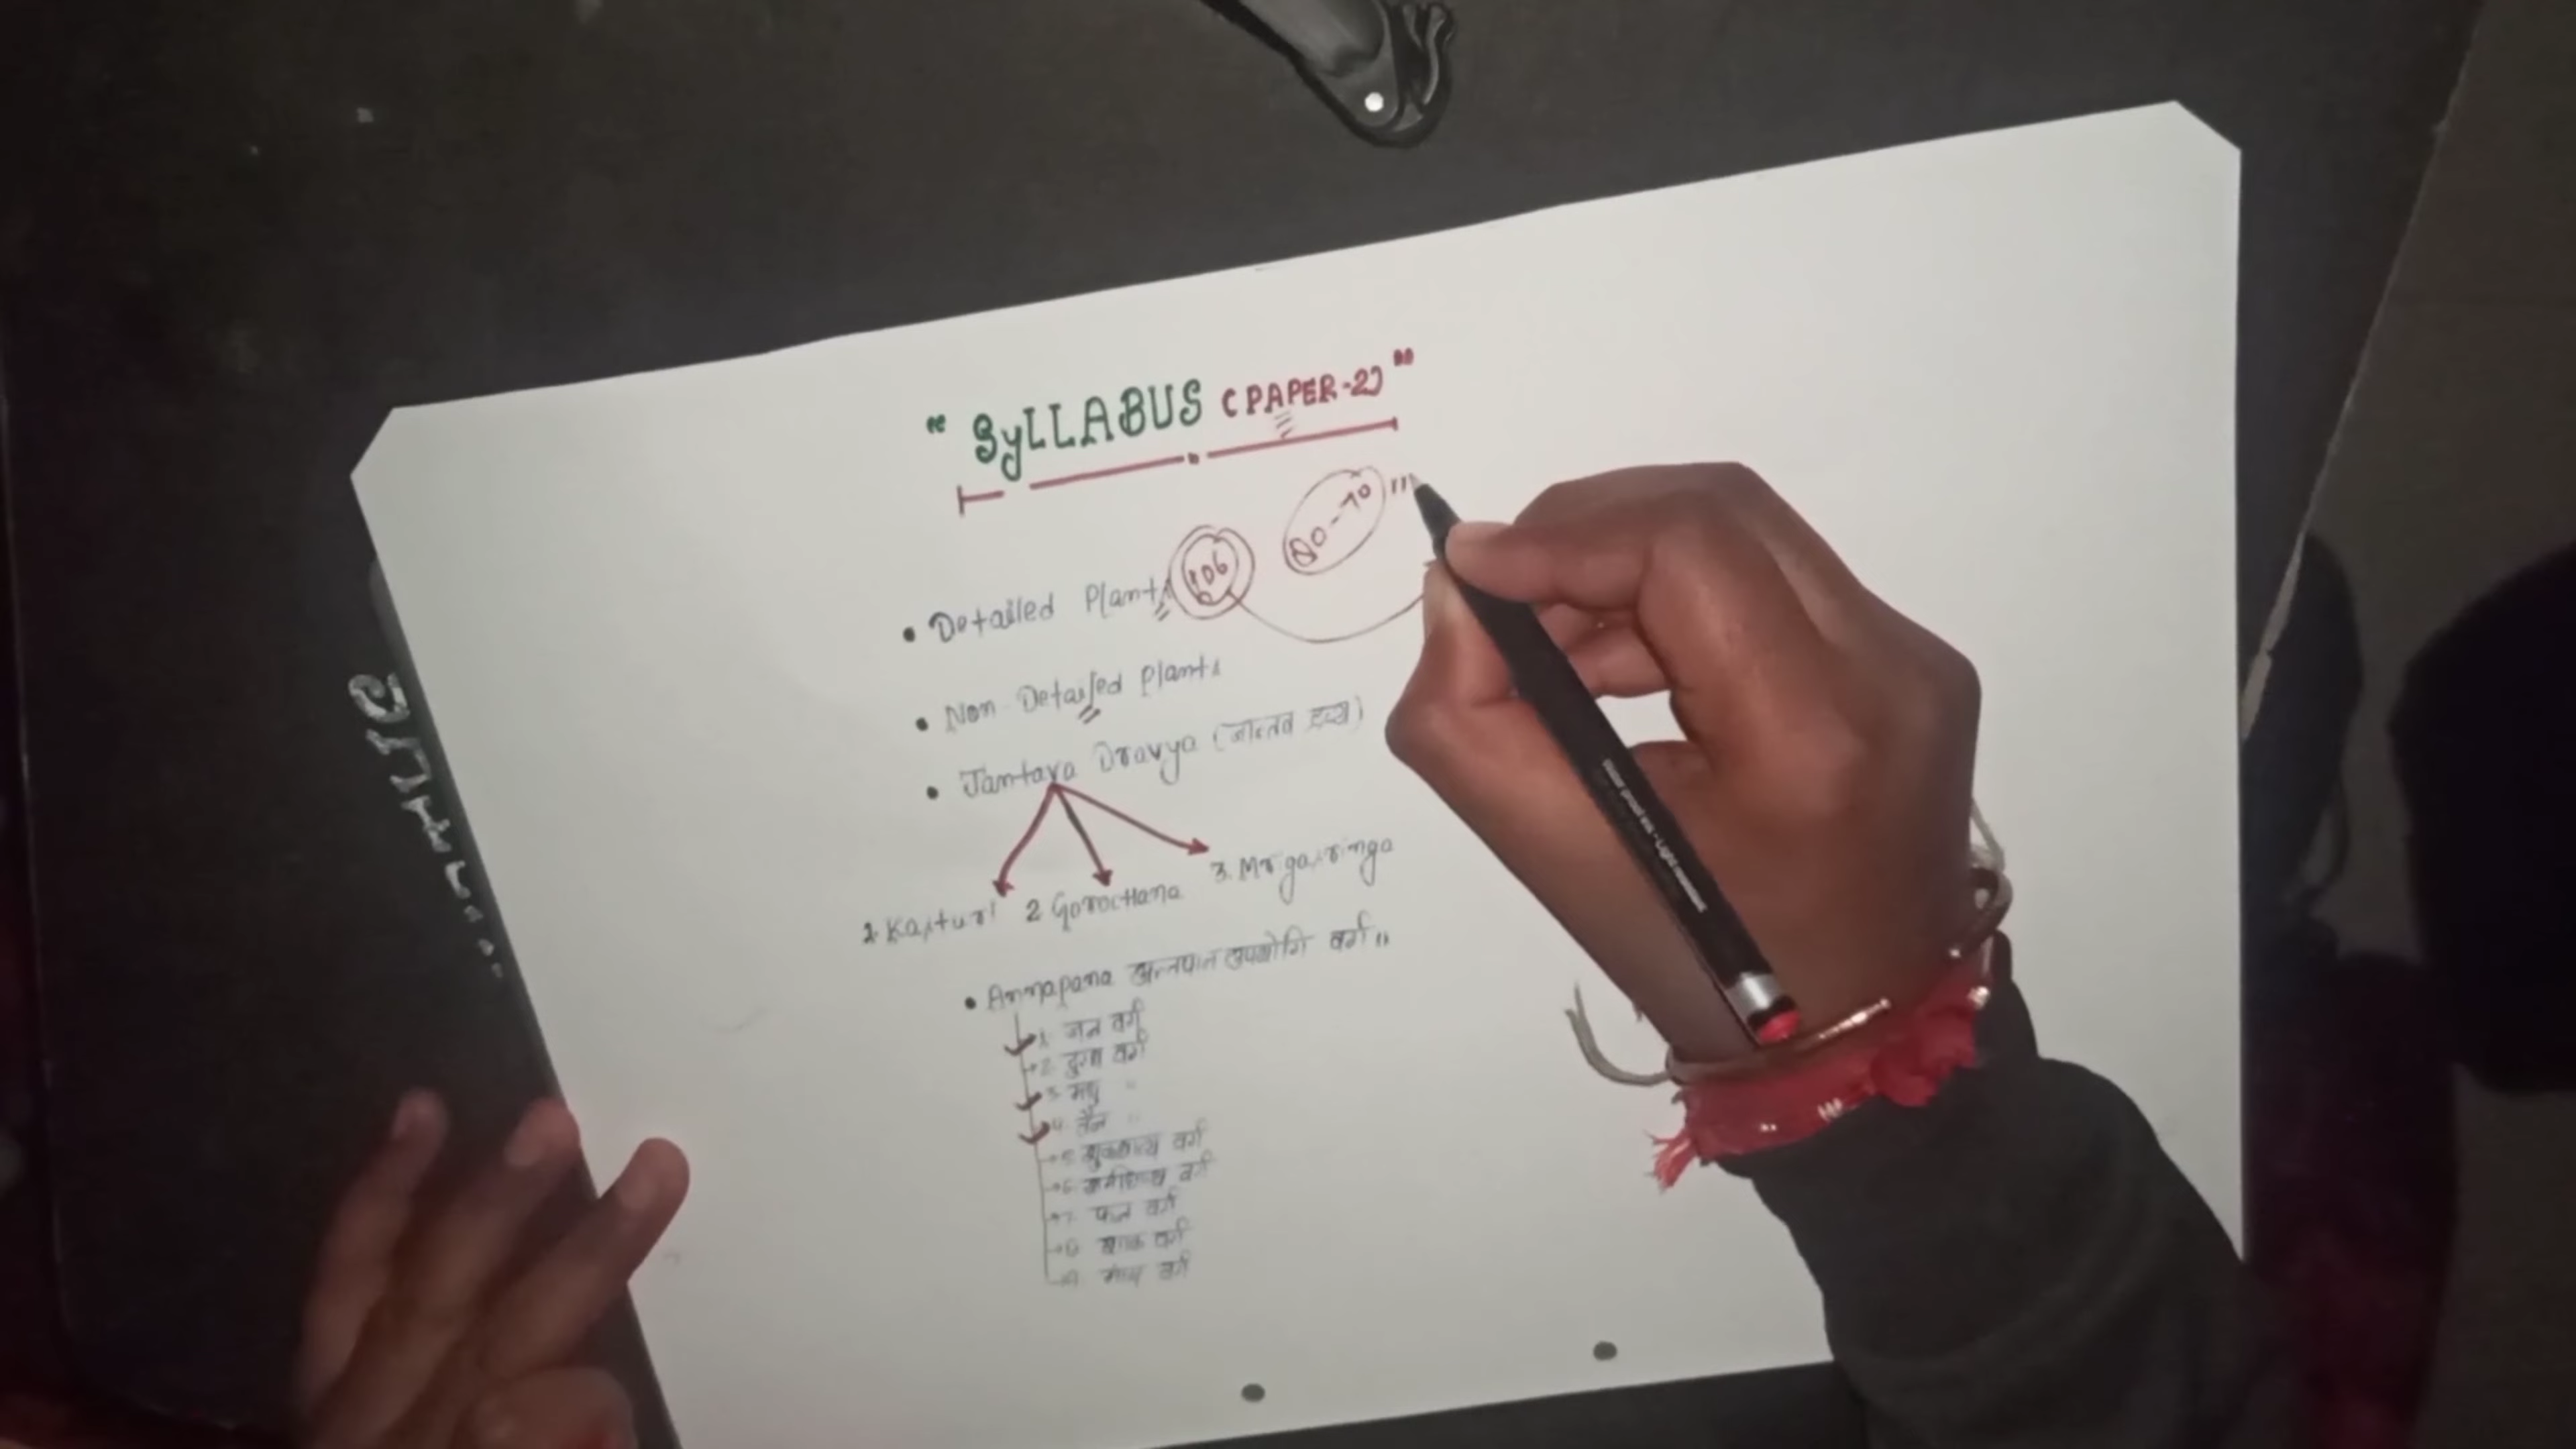 " SyLLABUS (PAPER-2) "
80-70 "
• Detailed Plants 106
• Non-Detailed Plants
• Jantava Dravya (जान्तव द्रव्य)
1. Kasturi 2 Gorochana 3. Mrgasringa
• Annapana अन्नपान उपयोगि वर्ग "
1. जल वर्ग
2. दुग्ध वर्ग
3. मधु "
4. तैल "
5. शुकधान्य वर्ग
6. शमीधान्य वर्ग
7. फल वर्ग
8 शाक वर्ग
9. वर्ग